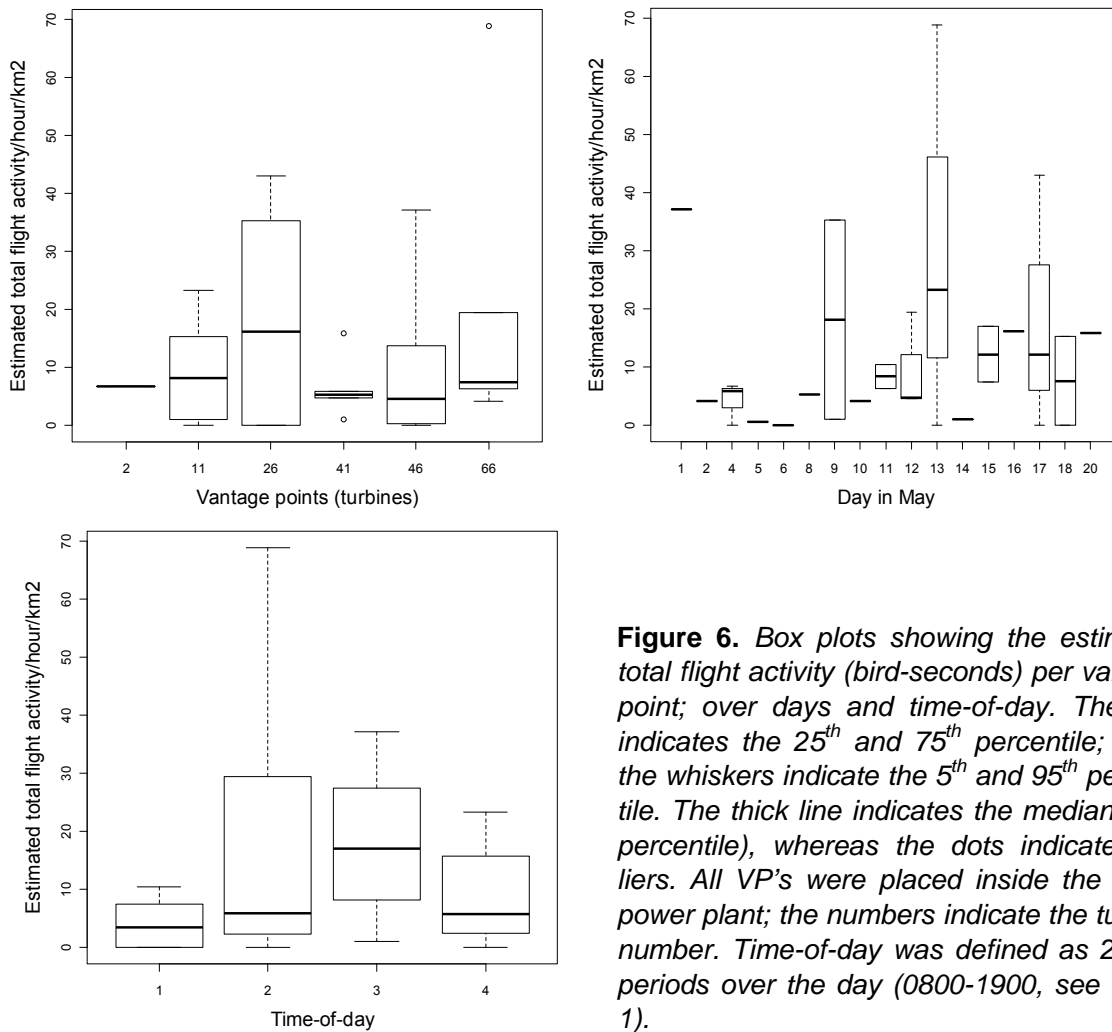 Estimated total flight activity/hour/km2
70
60
50
40
30
20
10
0
2 11 26 41 46 66
Vantage points (turbines)
Estimated total flight activity/hour/km2
70
60
50
40
30
20
10
0
1 2 4 5 6 8 9 10 11 12 13 14 15 16 17 18 20
Day in May
Estimated total flight activity/hour/km2
70
60
50
40
30
20
10
0
1 2 3 4
Time-of-day
Figure 6. Box plots showing the estim
total flight activity (bird-seconds) per va
point; over days and time-of-day. The
indicates the 25th and 75th percentile;
the whiskers indicate the 5th and 95th pe
tile. The thick line indicates the median
percentile), whereas the dots indicate
liers. All VP's were placed inside the
power plant; the numbers indicate the tu
number. Time-of-day was defined as 2
periods over the day (0800-1900, see
1).